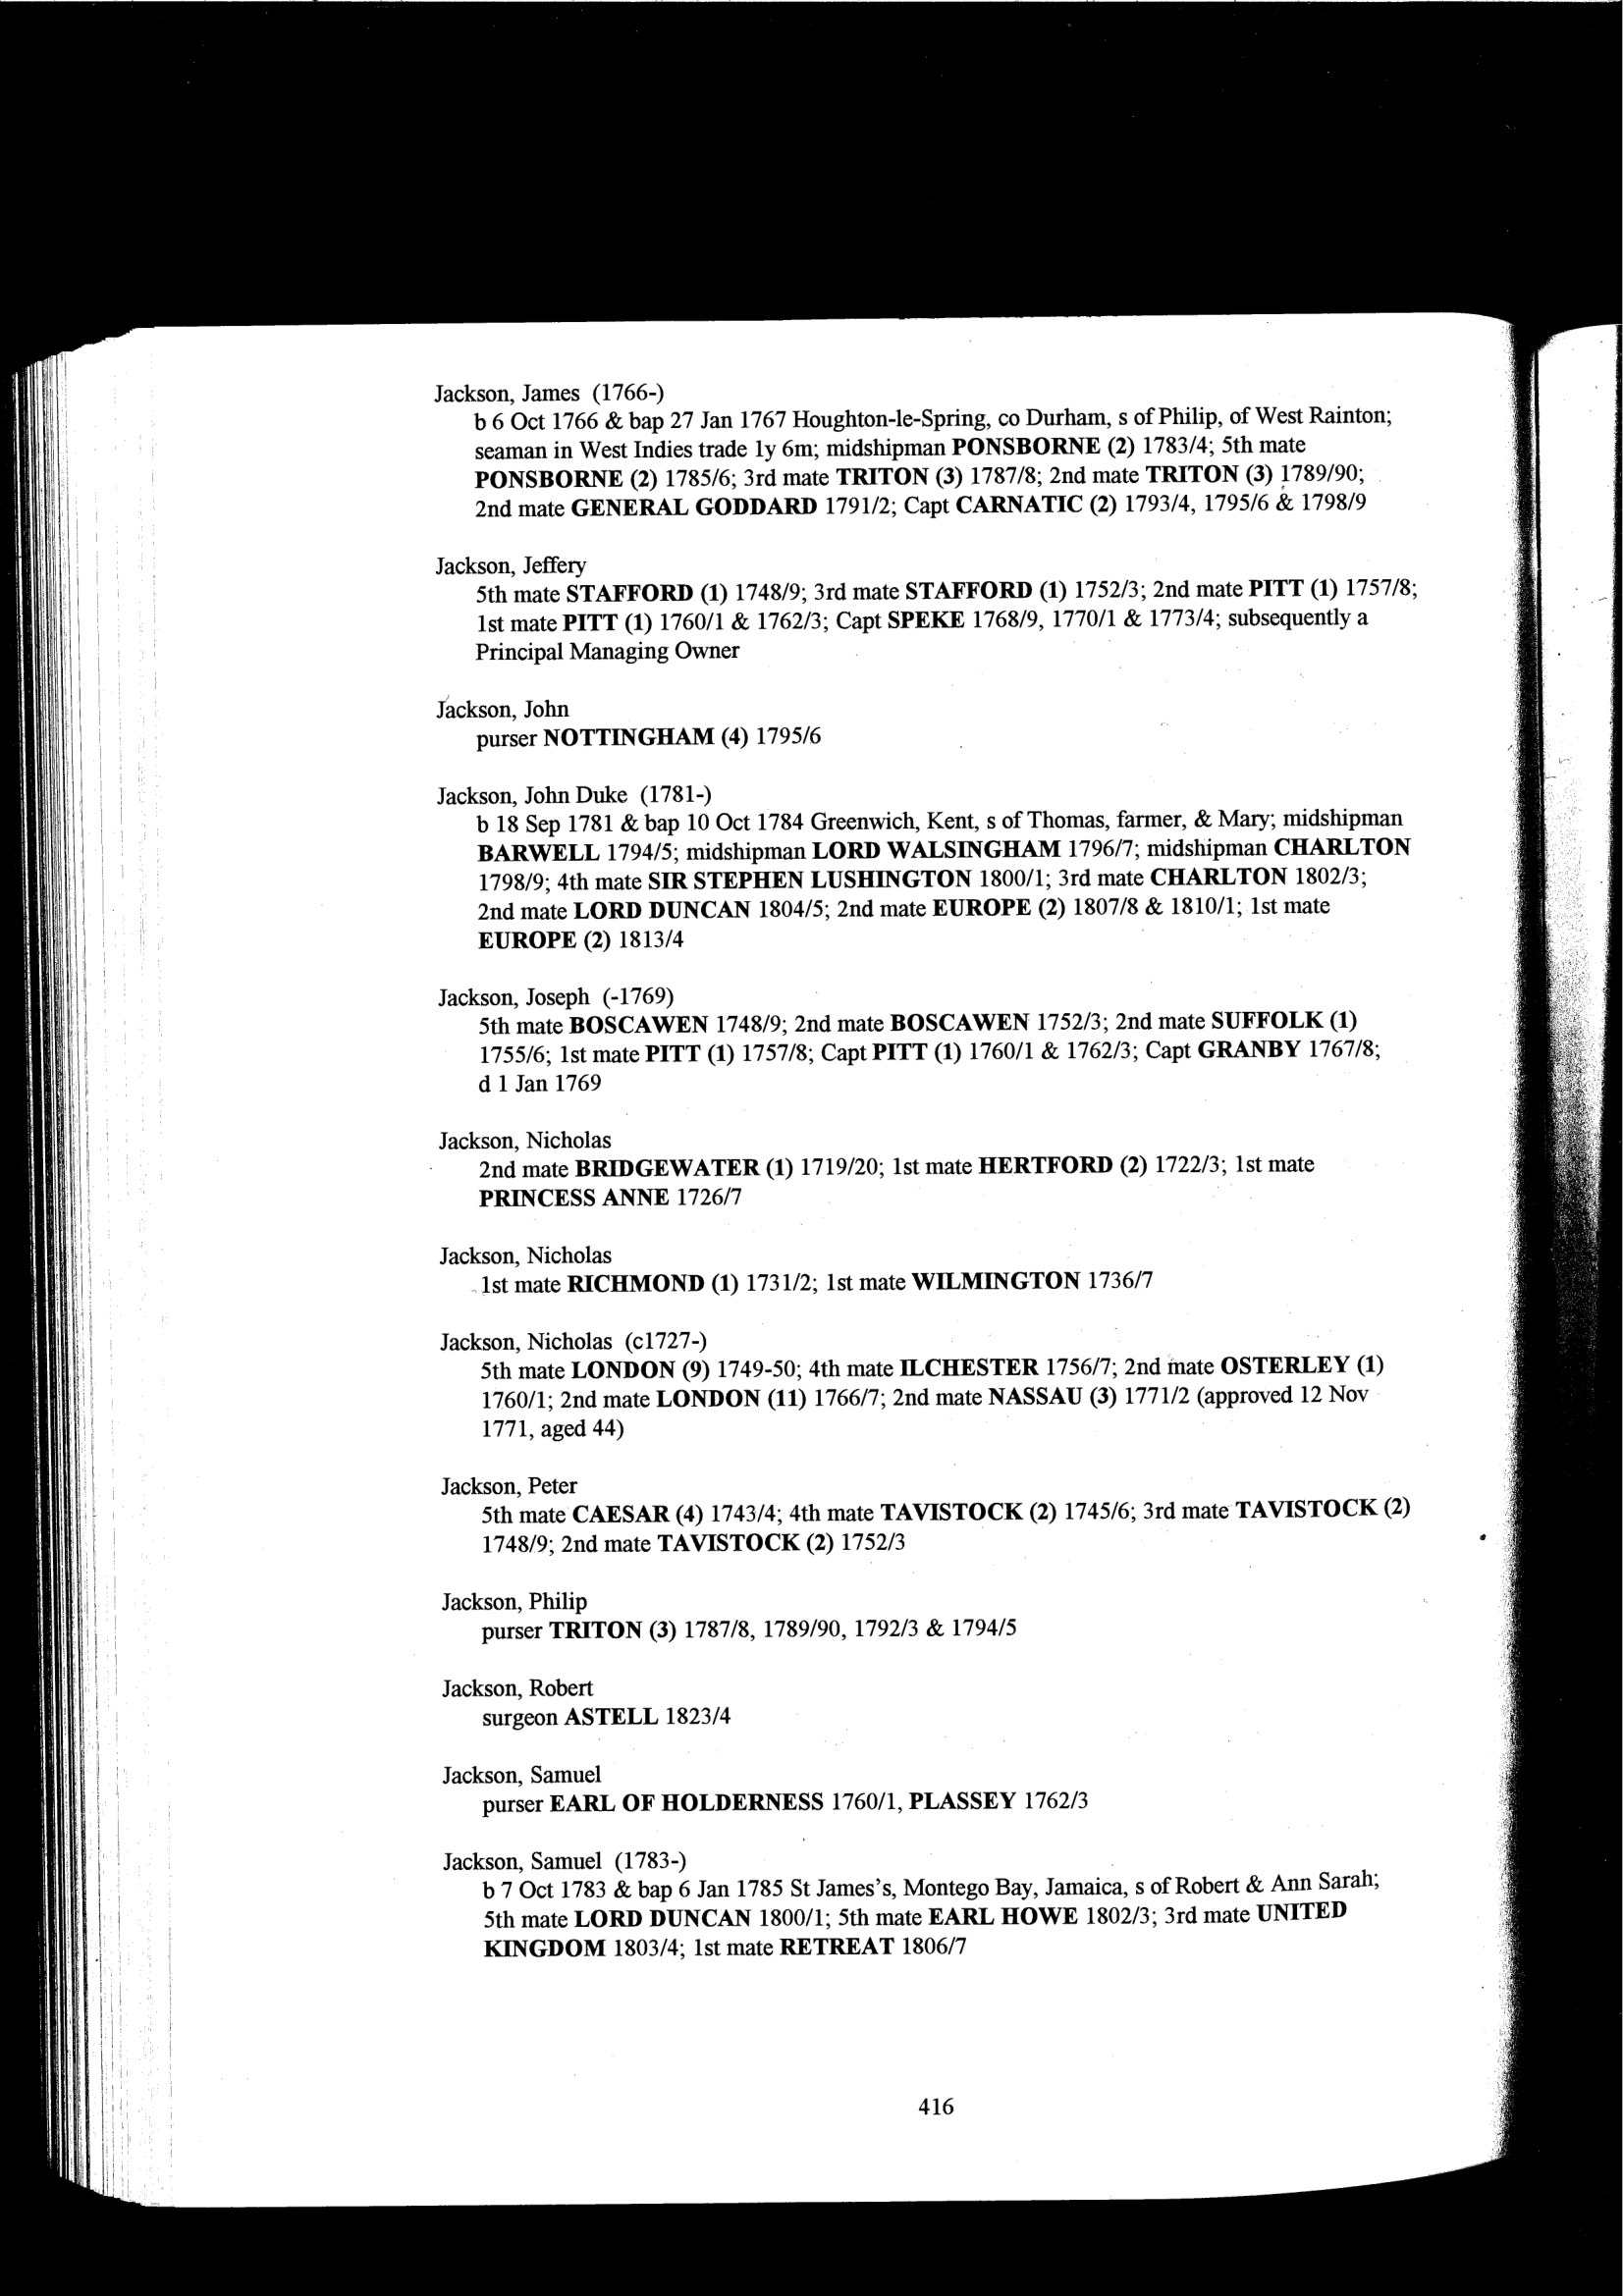 Jackson, James (1766-)
b 6 Oct 1766 & bap 27 Jan 1767 Houghton-le-Spring, co Durham, s of Philip, of West Rainton;
seaman in West Indies trade 1y 6m; midshipman PONSBORNE (2) 1783/4; 5th mate
PONSBORNE (2) 1785/6; 3rd mate TRITON (3) 1787/8; 2nd mate TRITON (3) 1789/90;
2nd mate GENERAL GODDARD 1791/2; Capt CARNATIC (2) 1793/4, 1795/6 & 1798/9
Jackson, Jeffery
5th mate STAFFORD (1) 1748/9; 3rd mate STAFFORD (1) 1752/3; 2nd mate PITT (1) 1757/8;
1st mate PITT (1) 1760/1 & 1762/3; Capt SPEKE 1768/9, 1770/1 & 1773/4; subsequently a
Principal Managing Owner
Jackson, John
purser NOTTINGHAM (4) 1795/6
Jackson, John Duke (1781-)
b 18 Sep 1781 & bap 10 Oct 1784 Greenwich, Kent, s of Thomas, farmer, & Mary; midshipman
BARWELL 1794/5; midshipman LORD WALSINGHAM 1796/7; midshipman CHARLTON
1798/9; 4th mate SIR STEPHEN LUSHINGTON 1800/1; 3rd mate CHARLTON 1802/3;
2nd mate LORD DUNCAN 1804/5; 2nd mate EUROPE (2) 1807/8 & 1810/1; 1st mate
EUROPE (2) 1813/4
Jackson, Joseph (-1769)
5th mate BOSCAWEN 1748/9; 2nd mate BOSCAWEN 1752/3; 2nd mate SUFFOLK (1)
1755/6; 1st mate PITT (1) 1757/8; Capt PITT (1) 1760/1 & 1762/3; Capt GRANBY 1767/8;
d 1 Jan 1769
Jackson, Nicholas
2nd mate BRIDGEWATER (1) 1719/20; 1st mate HERTFORD (2) 1722/3; 1st mate
PRINCESS ANNE 1726/7
Jackson, Nicholas
1st mate RICHMOND (1) 1731/2; 1st mate WILMINGTON 1736/7
Jackson, Nicholas (c1727-)
5th mate LONDON (9) 1749-50; 4th mate ILCHESTER 1756/7; 2nd mate OSTERLEY (1)
1760/1; 2nd mate LONDON (11) 1766/7; 2nd mate NASSAU (3) 1771/2 (approved 12 Nov
1771, aged 44)
Jackson, Peter
5th mate CAESAR (4) 1743/4; 4th mate TAVISTOCK (2) 1745/6; 3rd mate TAVISTOCK (2)
1748/9; 2nd mate TAVISTOCK (2) 1752/3
Jackson, Philip
purser TRITON (3) 1787/8, 1789/90, 1792/3 & 1794/5
Jackson, Robert
surgeon ASTELL 1823/4
Jackson, Samuel
purser EARL OF HOLDERNESS 1760/1, PLASSEY 1762/3
Jackson, Samuel (1783-)
b 7 Oct 1783 & bap 6 Jan 1785 St James's, Montego Bay, Jamaica, s of Robert & Ann Sarah;
5th mate LORD DUNCAN 1800/1; 5th mate EARL HOWE 1802/3; 3rd mate UNITED
KINGDOM 1803/4; 1st mate RETREAT 1806/7
416